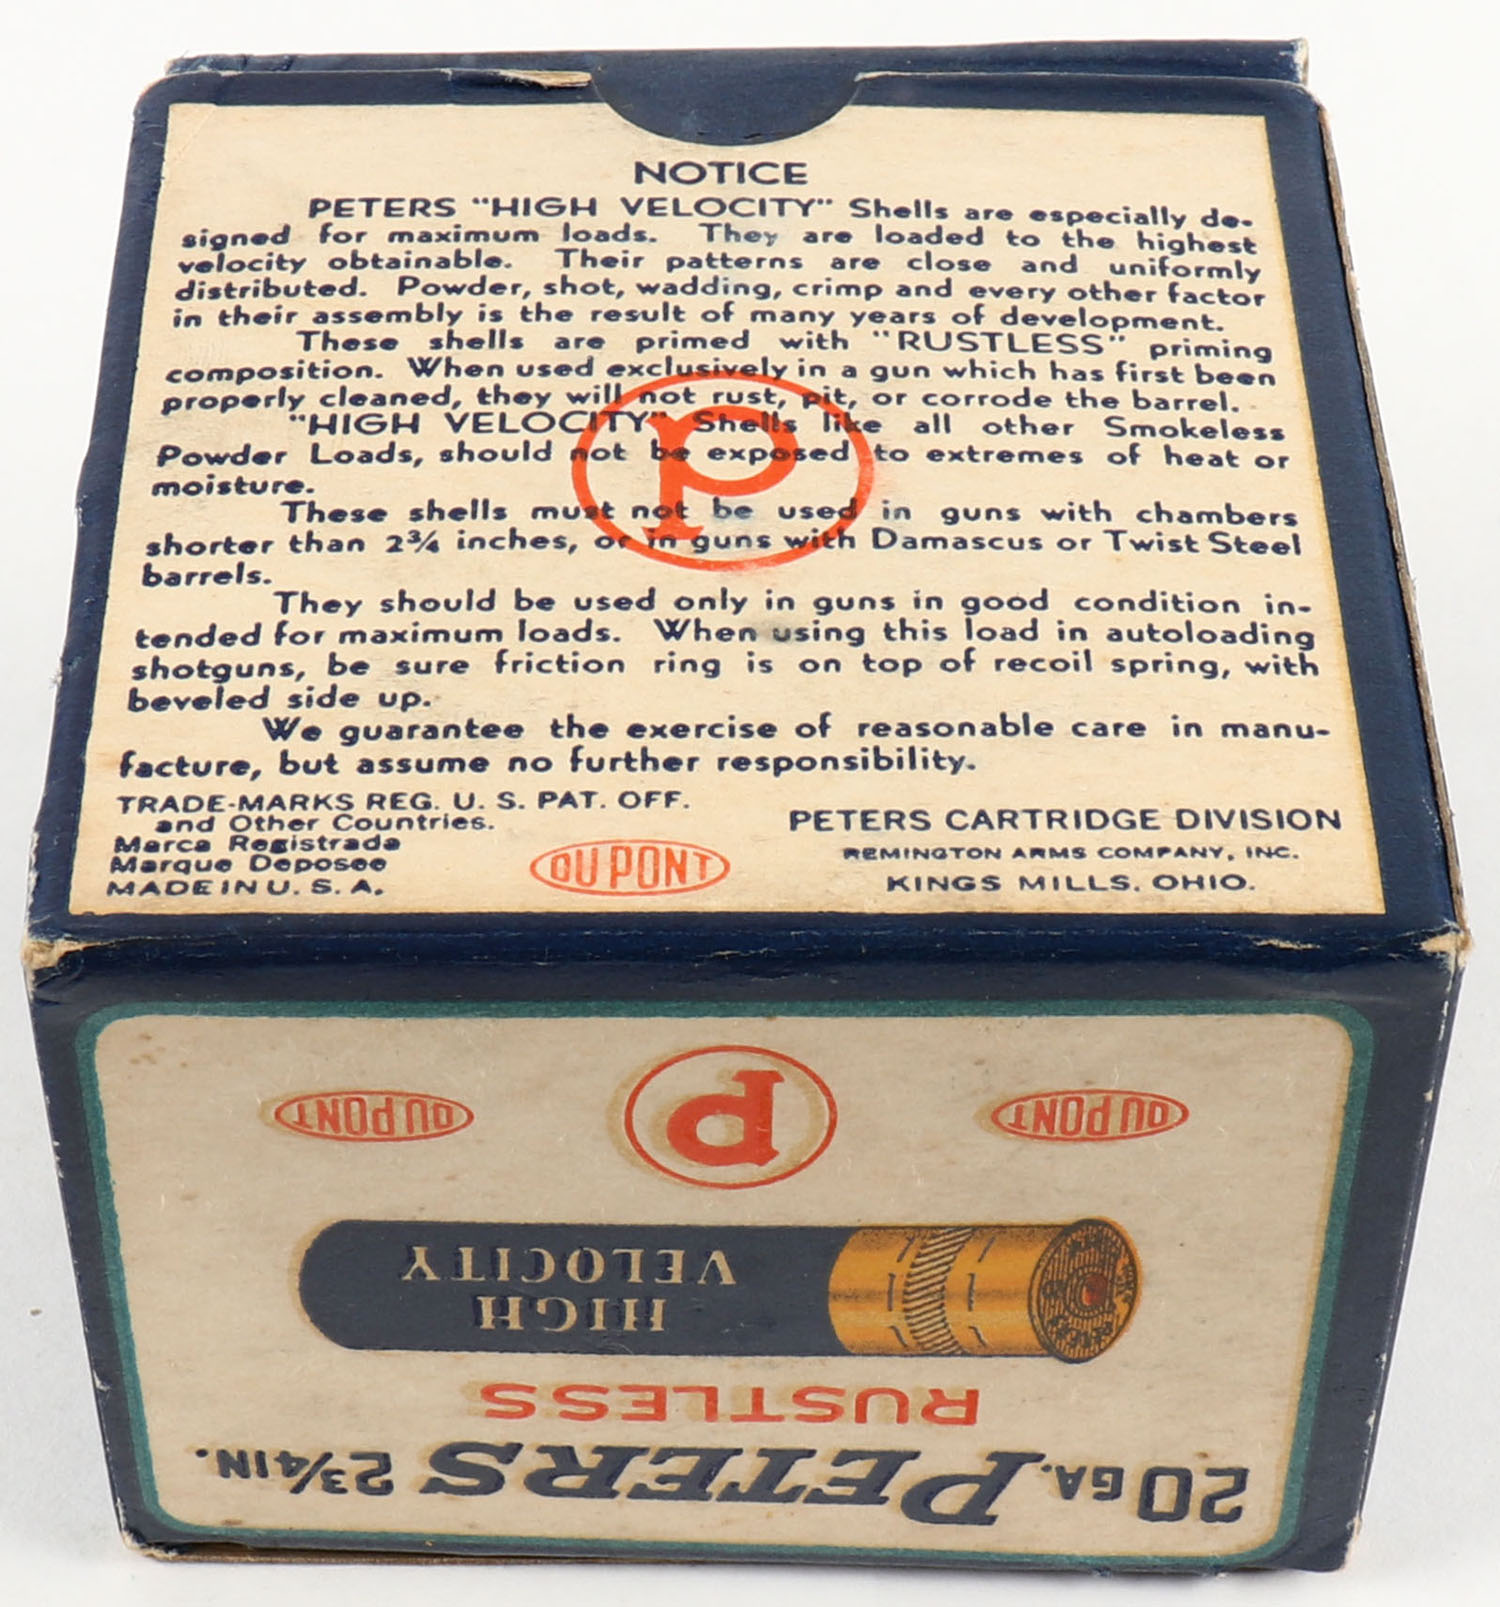 NOTICE
PETERS "HIGH VELOCITY" Shells are especially de-
signed for maximum loads. They are loaded to the highest
velocity obtainable. Their patterns are close and uniformly
distributed. Powder, shot, wadding, crimp and every other factor
in their assembly is the result of many years of development.
These shells are primed with "RUSTLESS" priming
composition. When used exclusively in a gun which has first been
properly cleaned, they will not rust, pit, or corrode the barrel.
"HIGH VELOCITY" Shells like all other Smokeless
Powder Loads, should not be exposed to extremes of heat or
moisture.
These shells must not be used in guns with chambers
shorter than 2¾ inches, or in guns with Damascus or Twist Steel
barrels.
They should be used only in guns in good condition in-
tended for maximum loads. When using this load in autoloading
shotguns, be sure friction ring is on top of recoil spring, with
beveled side up.
We guarantee the exercise of reasonable care in manu-
facture, but assume no further responsibility.
P
TRADE-MARKS REG. U. S. PAT. OFF.
and Other Countries.
Marca Registrada
Marque Deposee
MADE IN U. S. A.
DU PONT
PETERS CARTRIDGE DIVISION
REMINGTON ARMS COMPANY, INC.
KINGS MILLS, OHIO.
20 GA. PETERS 2¾ IN.
RUSTLESS
HIGH
VELOCITY
DU PONT P DU PONT